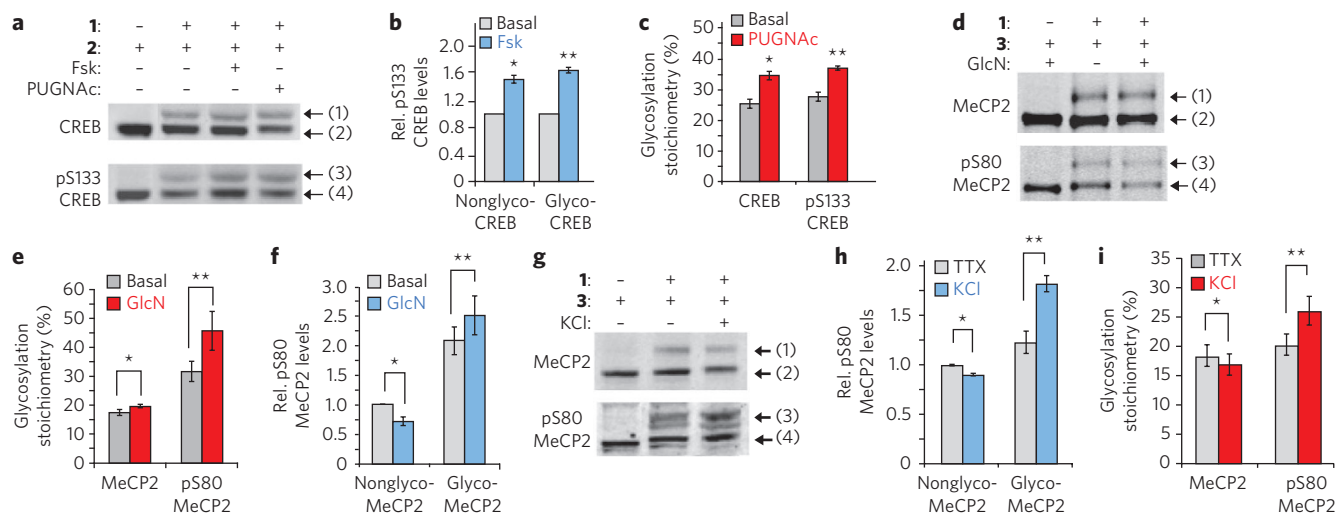 a
1: – + + +
2: + + + +
Fsk: – – + –
PUGNAc: – – – +
CREB
(1)
(2)
pS133
CREB
(3)
(4)
b
Basal
Fsk
Rel. pS133
CREB levels
2.0
1.6
1.2
0.8
0.4
0
*
**
Nonglyco-
CREB
Glyco-
CREB
c
Basal
PUGNAc
Glycosylation
stoichiometry (%)
50
40
30
20
10
0
*
**
CREB
pS133
CREB
d
1: – + +
3: + + +
GlcN: + – +
MeCP2
(1)
(2)
pS80
MeCP2
(3)
(4)
e
Basal
GlcN
Glycosylation
stoichiometry (%)
60
50
40
30
20
10
0
*
**
MeCP2
pS80
MeCP2
f
Basal
GlcN
Rel. pS80
MeCP2 levels
3.0
2.5
2.0
1.5
1.0
0.5
0
*
**
Nonglyco-
MeCP2
Glyco-
MeCP2
g
1: – + +
3: + + +
KCl: – – +
MeCP2
(1)
(2)
pS80
MeCP2
(3)
(4)
h
TTX
KCl
Rel. pS80
MeCP2 levels
2.0
1.5
1.0
0.5
0
*
**
Nonglyco-
MeCP2
Glyco-
MeCP2
i
TTX
KCl
Glycosylation
stoichiometry (%)
35
30
25
20
15
10
5
0
*
**
MeCP2
pS80
MeCP2